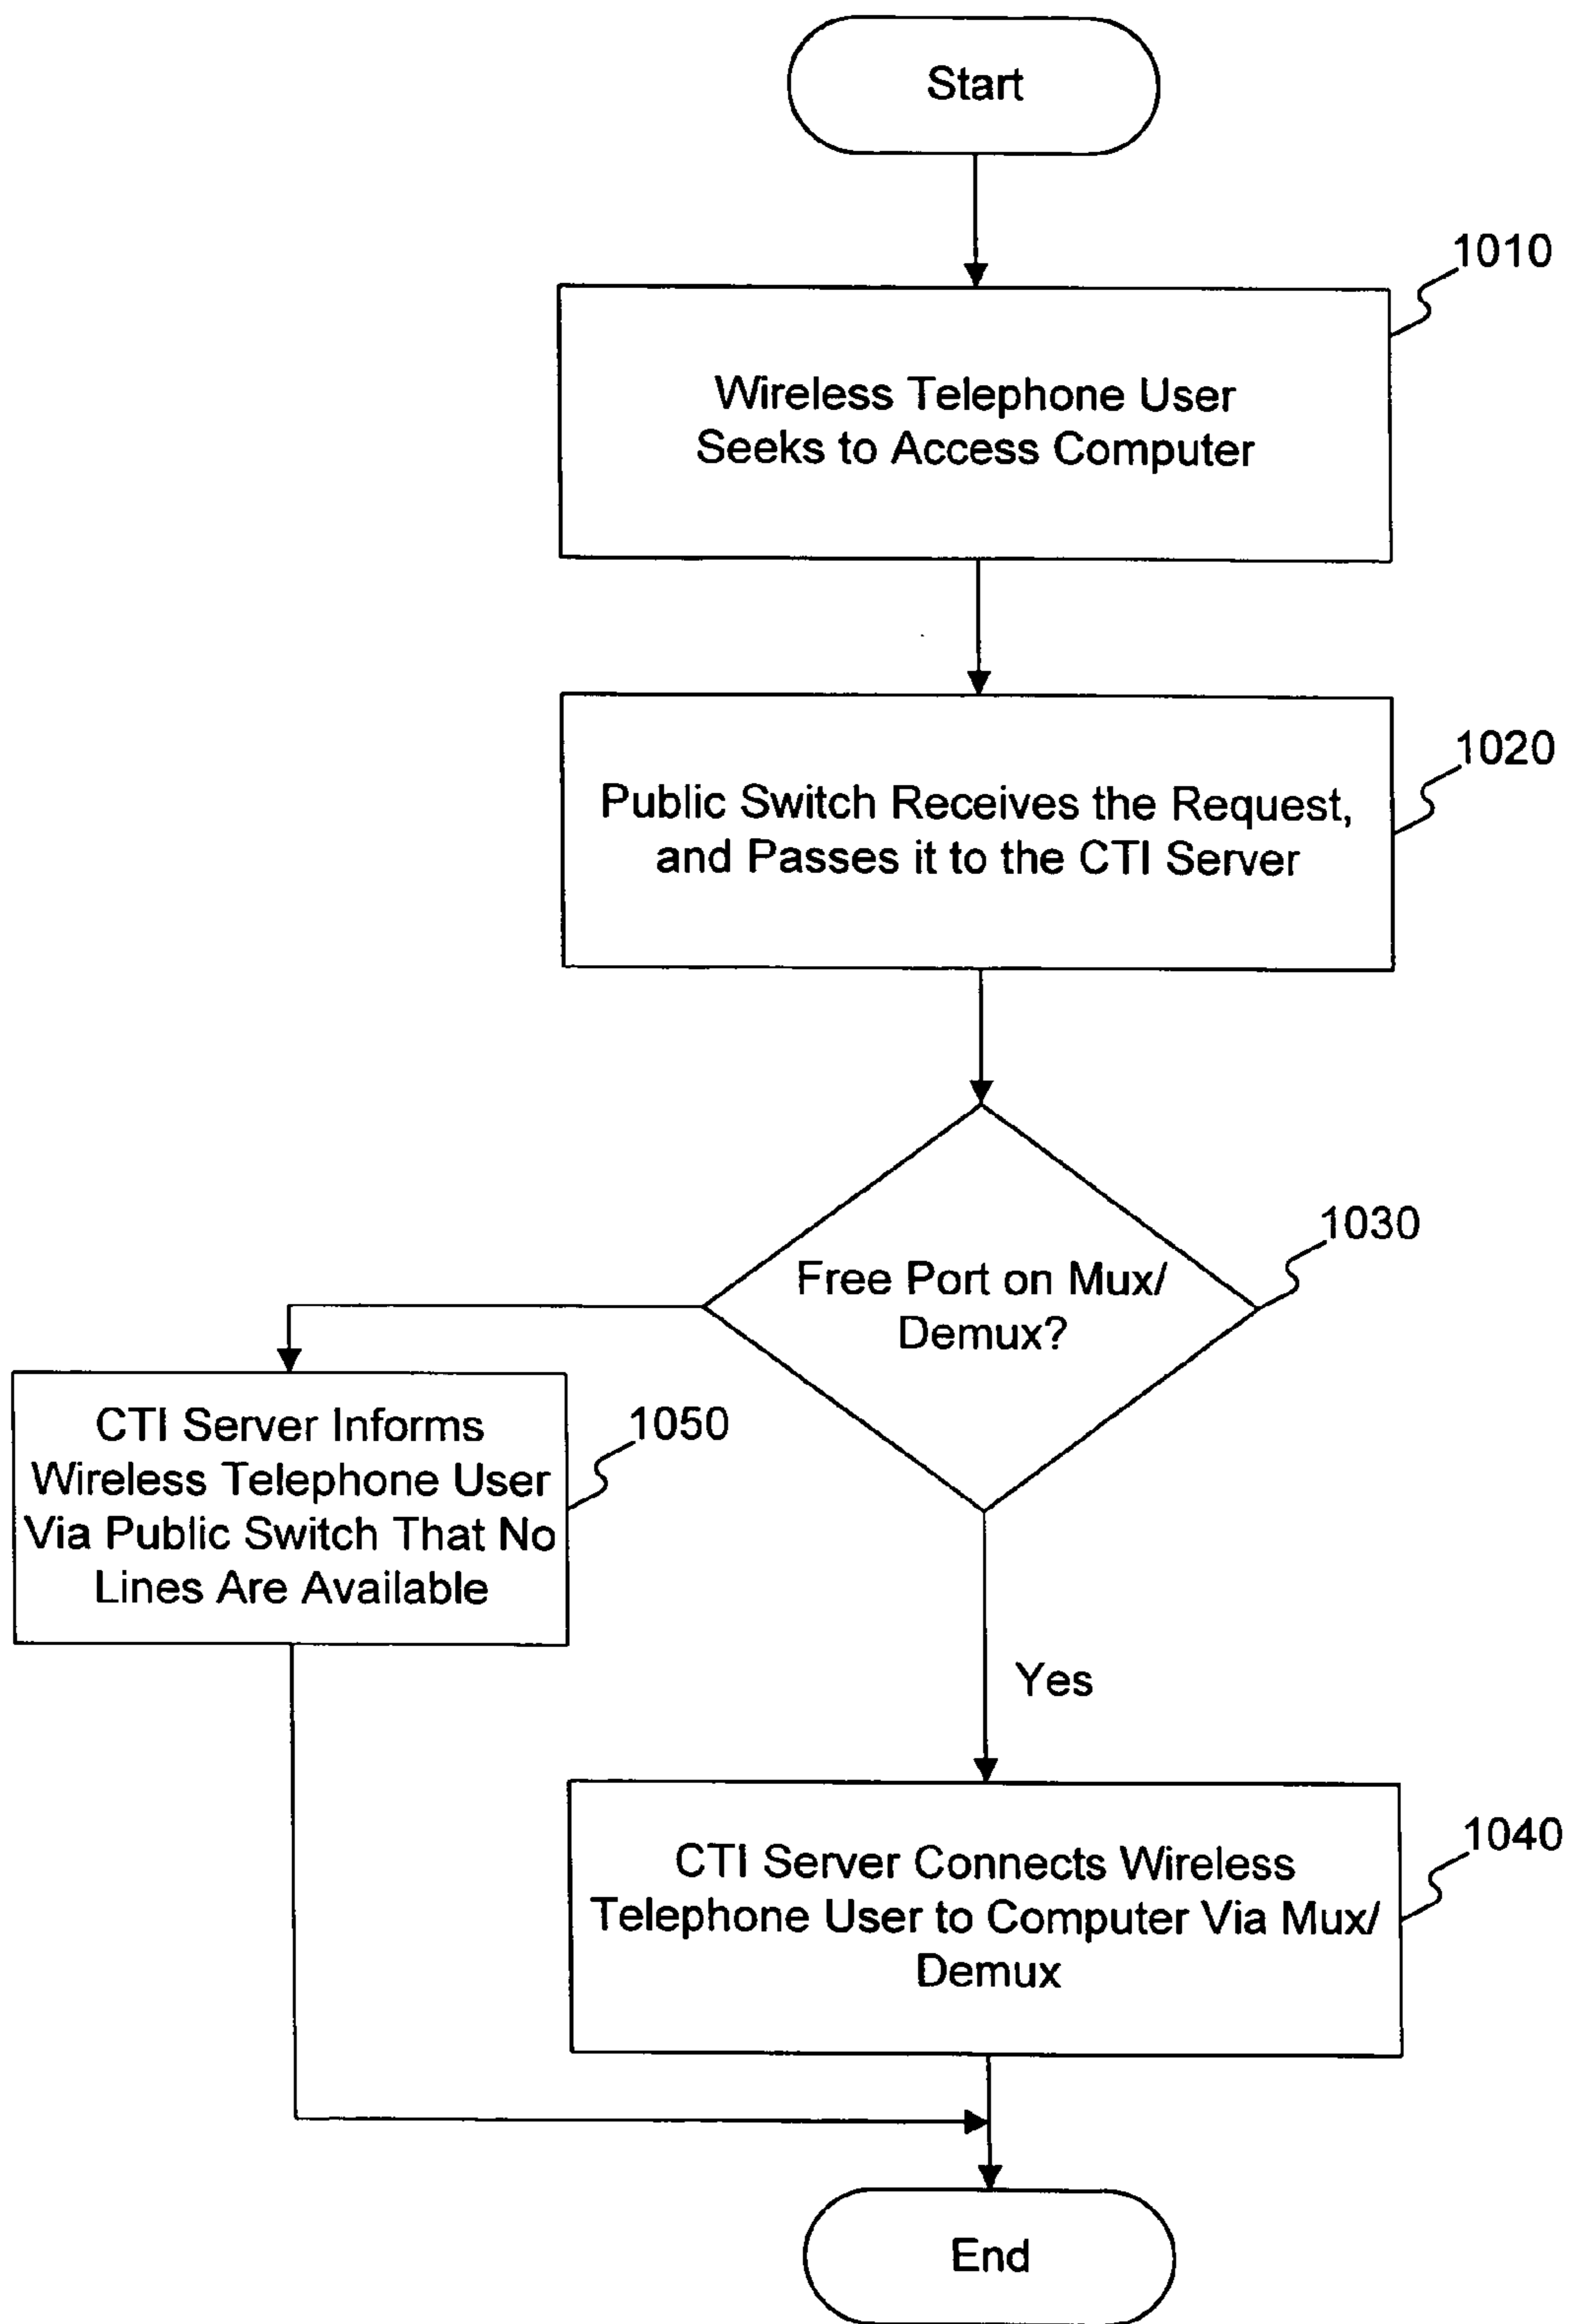 Start
1010
Wireless Telephone User
Seeks to Access Computer
1020
Public Switch Receives the Request,
and Passes it to the CTI Server
1030
Free Port on Mux/
Demux?
CTI Server Informs
Wireless Telephone User
Via Public Switch That No
Lines Are Available
1050
Yes
1040
CTI Server Connects Wireless
Telephone User to Computer Via Mux/
Demux
End